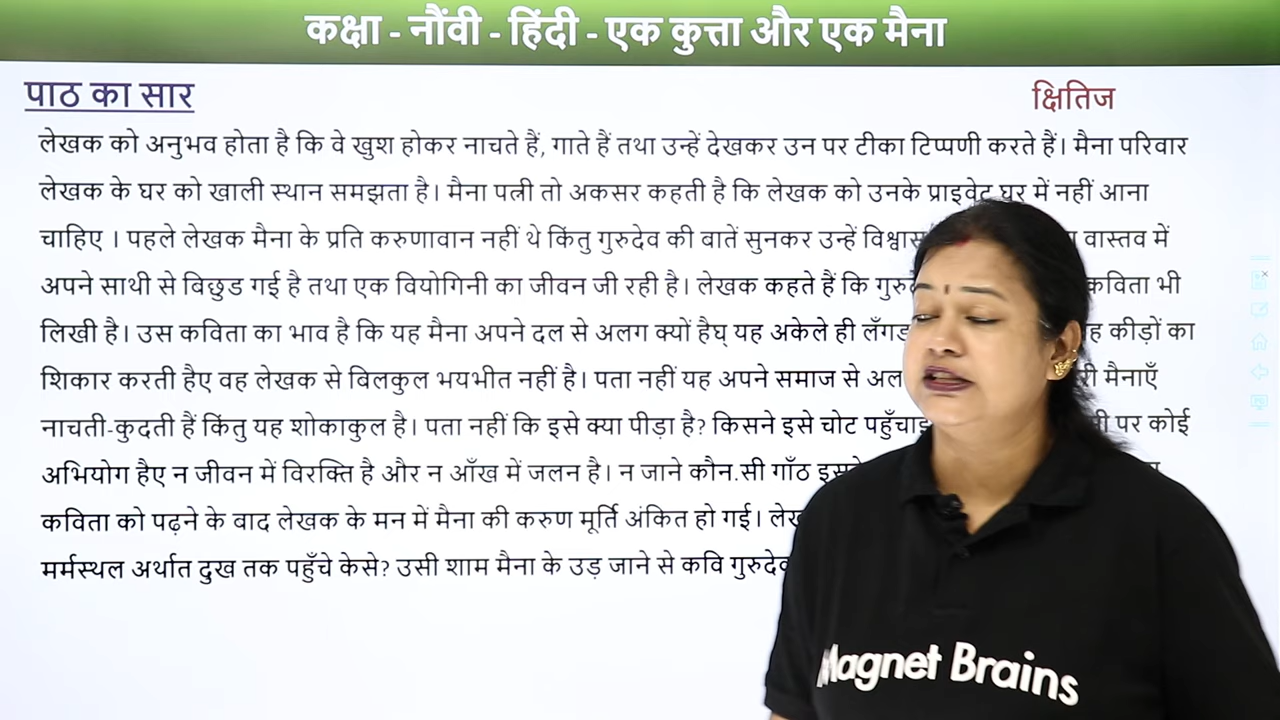 कक्षा - नौंवी - हिंदी - एक कुत्ता और एक मैना
पाठ का सार
क्षितिज
लेखक को अनुभव होता है कि वे खुश होकर नाचते हैं, गाते हैं तथा उन्हें देखकर उन पर टीका टिप्पणी करते हैं। मैना परिवार
लेखक के घर को खाली स्थान समझता है। मैना पत्नी तो अकसर कहती है कि लेखक को उनके प्राइवेट घर में नहीं आना
चाहिए । पहले लेखक मैना के प्रति करुणावान नहीं थे किंतु गुरुदेव की बातें सुनकर उन्हें वास्तव में
अपने साथी से विछुड गई है तथा एक वियोगिनी का जीवन जी रही है। लेखक कहते हैं कि कविता भी
लिखी है। उस कविता का भाव है कि यह मैना अपने दल से अलग क्यों हैघ् यह अकेले ही कीड़ों का
शिकार करती हैए वह लेखक से बिलकुल भयभीत नहीं है। पता नहीं यह अपने समाज से मैनाएँ
नाचती-कुदती हैं किंतु यह शोकाकुल है। पता नहीं कि इसे क्या पीड़ा है? किसने इसे चोट पर कोई
अभियोग हैए न जीवन में विरक्ति है और न आँख में जलन है। न जाने कौन.सी गाँठ
कविता को पढ़ने के वाद लेखक के मन में मैना की करुण मूर्ति अंकित हो गई।
मर्मस्थल अर्थात दुख तक पहुँचे केसे? उसी शाम मैना के उड़ जाने से कवि
Magnet Brains